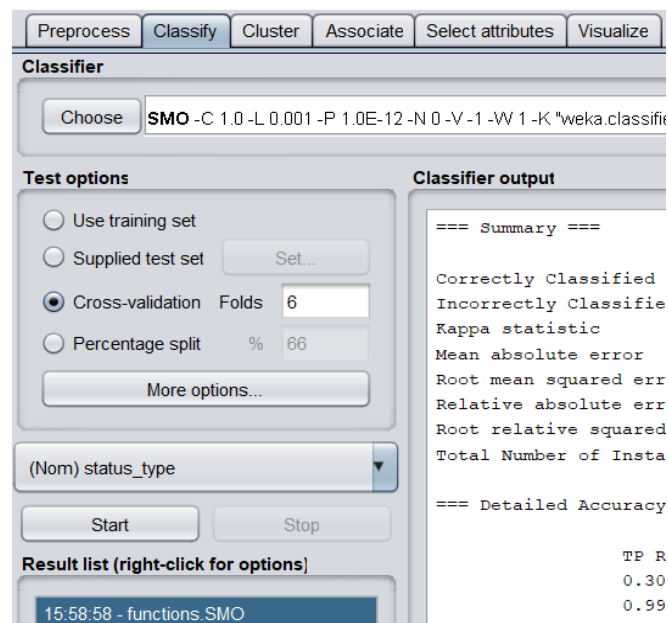 Preprocess Classify Cluster Associate Select attributes Visualize
Classifier
Choose SMO -C 1.0 -L 0.001 -P 1.0E-12 -N 0 -V -1 -W 1 -K "weka.classifie
Test options
Use training set
Supplied test set Set...
Cross-validation Folds 6
Percentage split % 66
More options...
(Nom) status_type
Start Stop
Result list (right-click for options)
15:58:58 - functions.SMO
Classifier output
=== Summary ===
Correctly Classified
Incorrectly Classifie
Kappa statistic
Mean absolute error
Root mean squared err
Relative absolute err
Root relative squared
Total Number of Insta
=== Detailed Accuracy
TP R
0.30
0.99